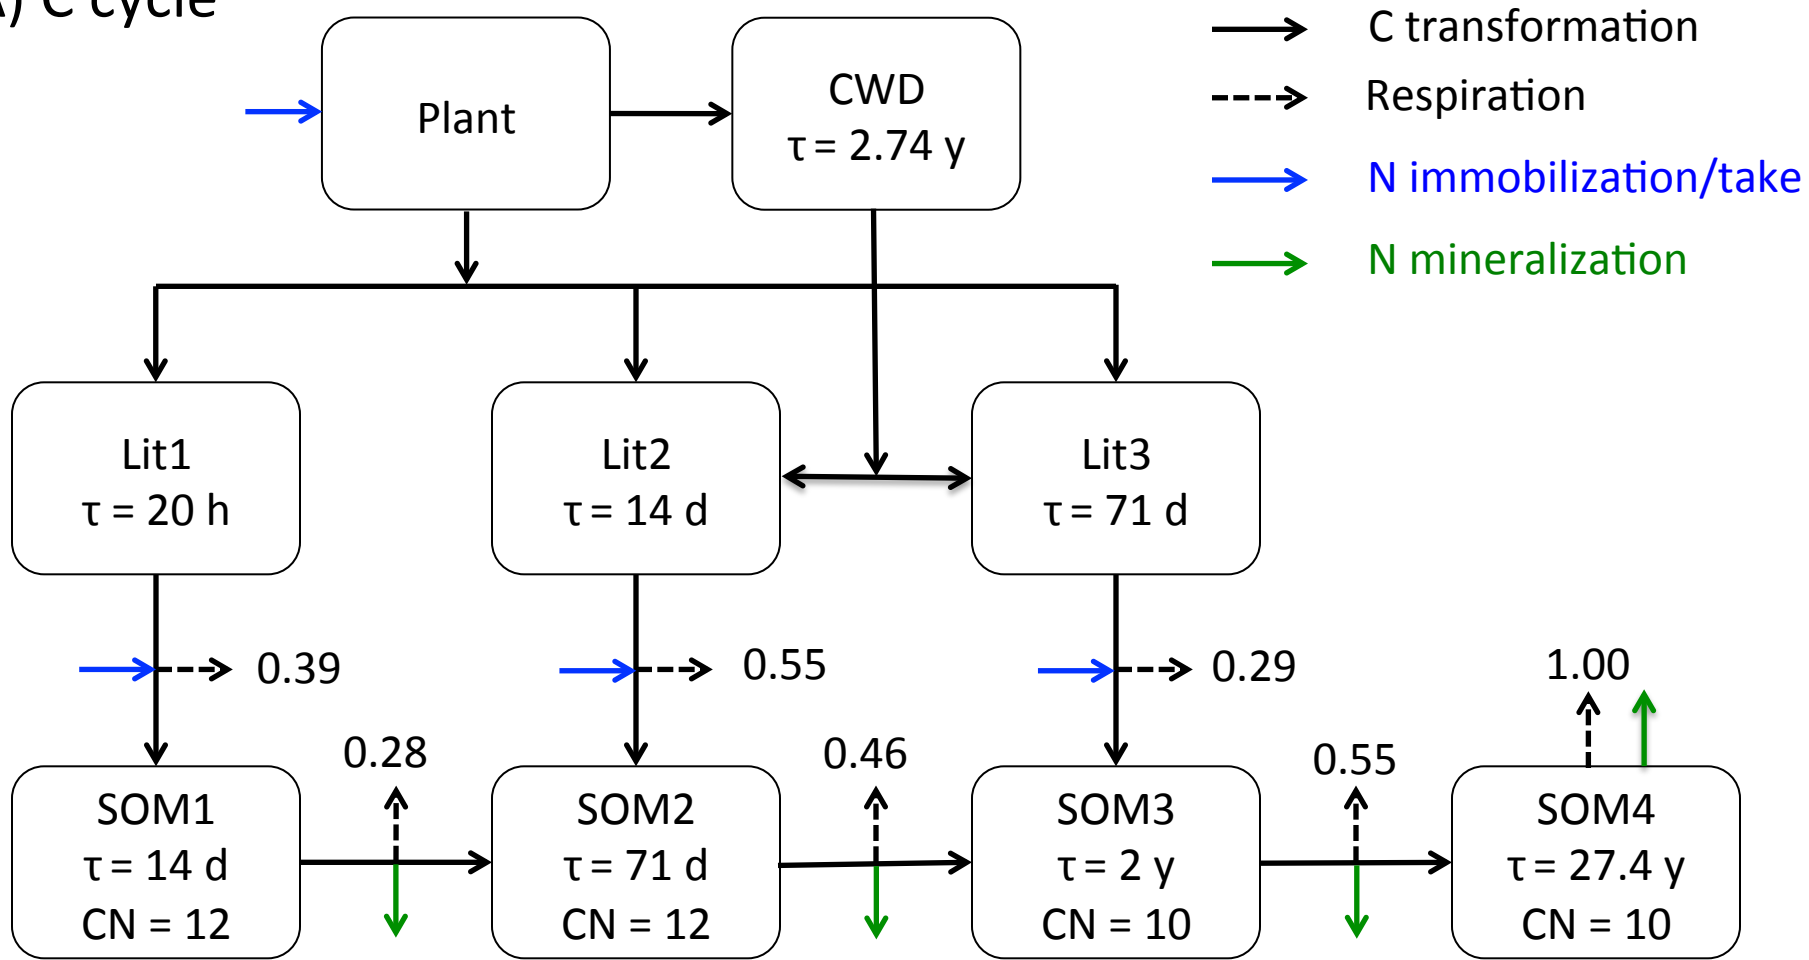 A) C cycle
C transformation
Respiration
N immobilization/take
N mineralization
Plant
CWD
τ = 2.74 y
Lit1
τ = 20 h
Lit2
τ = 14 d
Lit3
τ = 71 d
0.39
0.55
0.29
1.00
0.28
0.46
0.55
SOM1
τ = 14 d
CN = 12
SOM2
τ = 71 d
CN = 12
SOM3
τ = 2 y
CN = 10
SOM4
τ = 27.4 y
CN = 10